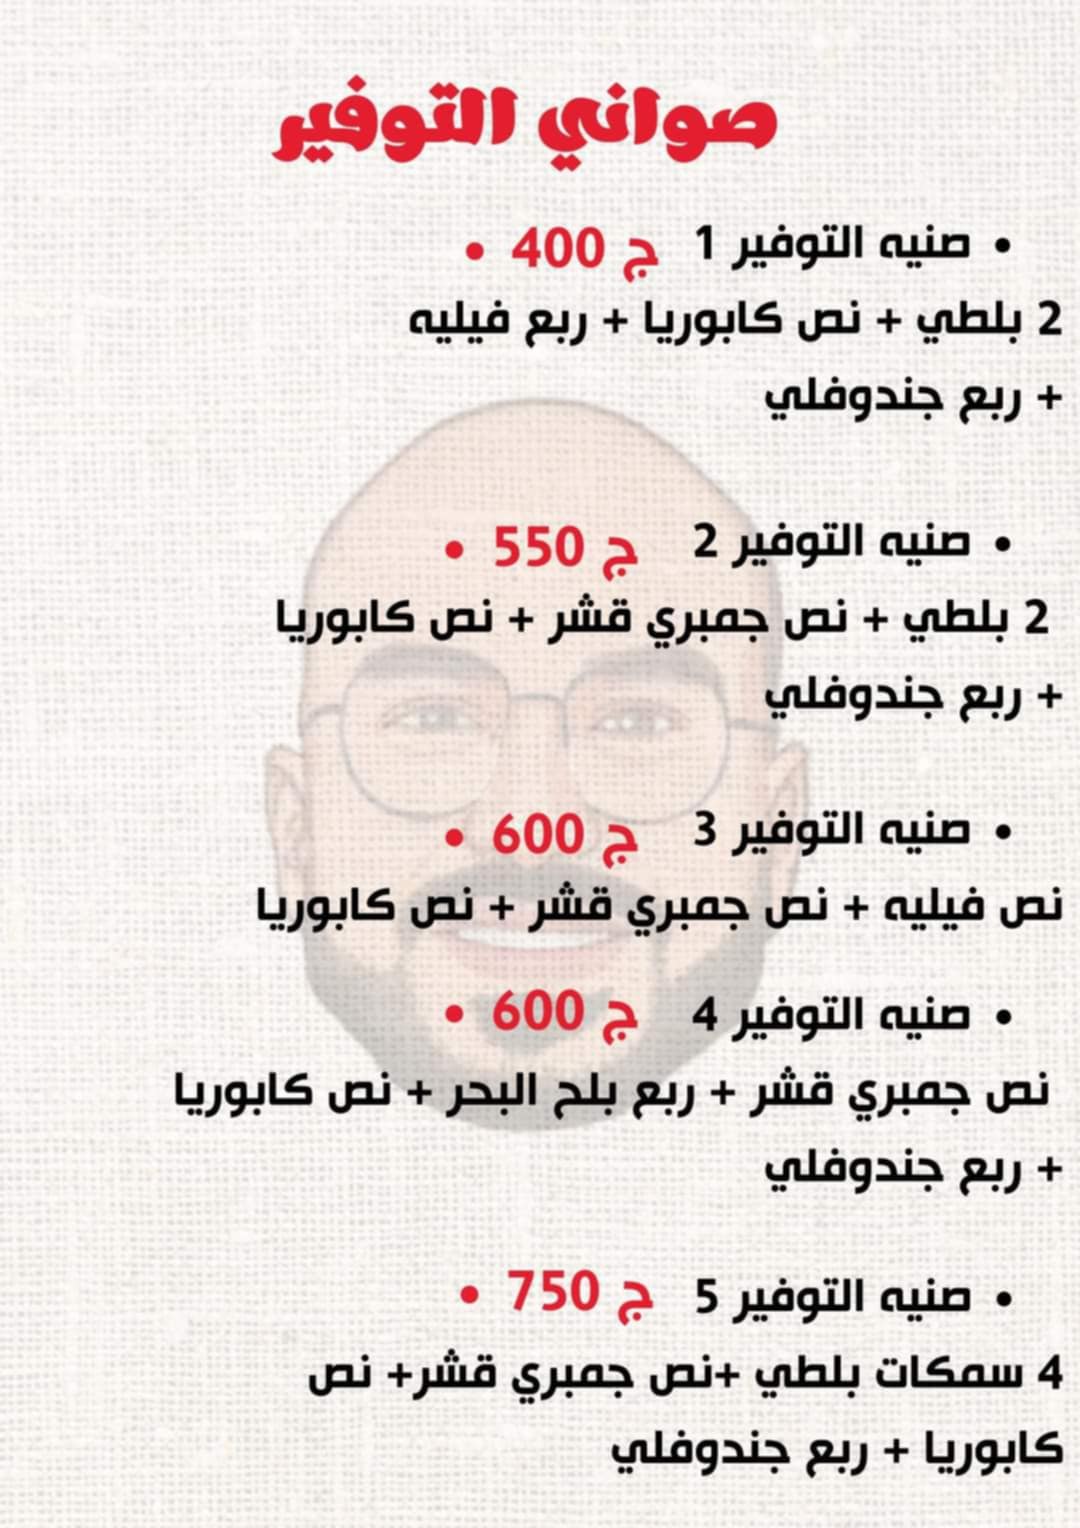 صواني التوفير
• صنيه التوفير 1 400 ج •
2 بلطي + نص كابوريا + ربع فيليه
+ ربع جندوفلي
• صنيه التوفير 2 550 ج •
2 بلطي + نص جمبري قشر + نص كابوريا
+ ربع جندوفلي
• صنيه التوفير 3 600 ج •
نص فيليه + نص جمبري قشر + نص كابوريا
• صنيه التوفير 4 600 ج •
نص جمبري قشر + ربع بلح البحر + نص كابوريا
+ ربع جندوفلي
• صنيه التوفير 5 750 ج •
4 سمكات بلطي +نص جمبري قشر+ نص
كابوريا + ربع جندوفلي